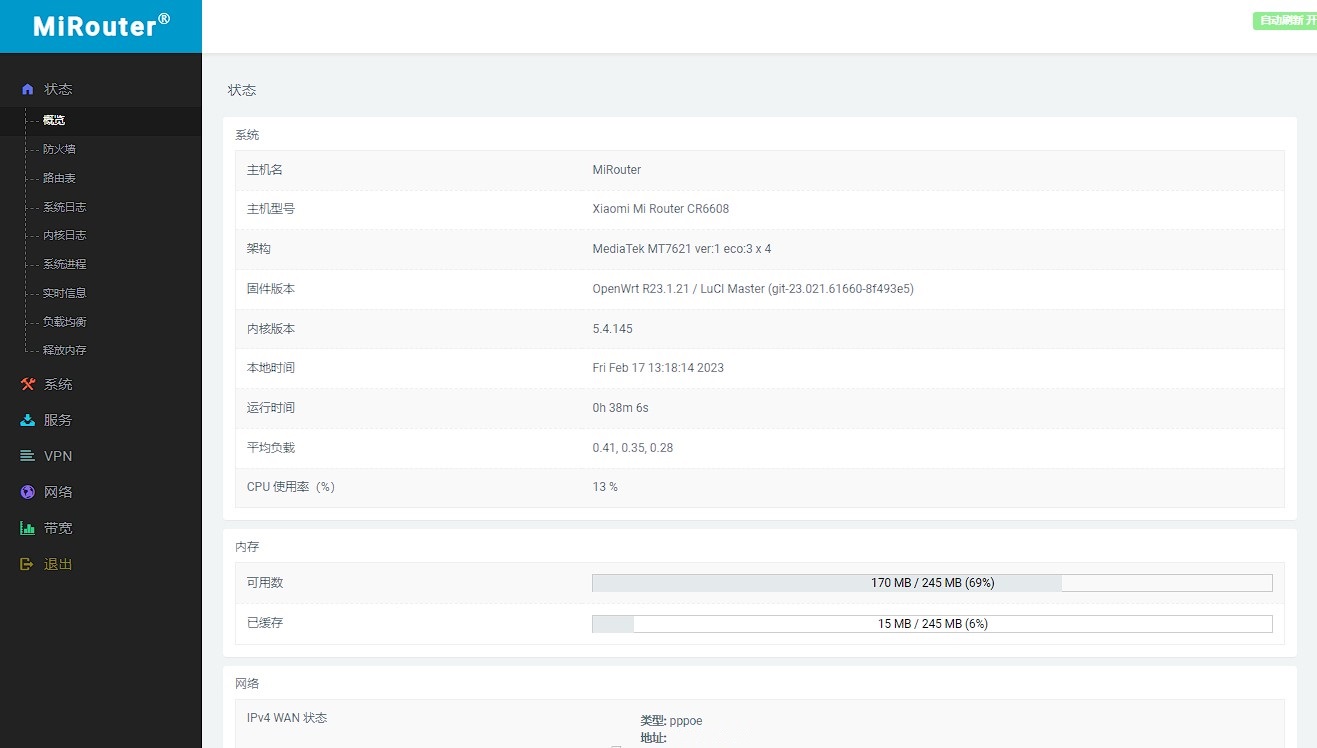 MiRouter®
自动刷新 开
状态
概览
防火墙
路由表
系统日志
内核日志
系统进程
实时信息
负载均衡
释放内存
系统
服务
VPN
网络
带宽
退出
状态
系统
主机名 MiRouter
主机型号 Xiaomi Mi Router CR6608
架构 MediaTek MT7621 ver:1 eco:3 x 4
固件版本 OpenWrt R23.1.21 / LuCI Master (git-23.021.61660-8f493e5)
内核版本 5.4.145
本地时间 Fri Feb 17 13:18:14 2023
运行时间 0h 38m 6s
平均负载 0.41, 0.35, 0.28
CPU 使用率（%） 13 %
内存
可用数 170 MB / 245 MB (69%)
已缓存 15 MB / 245 MB (6%)
网络
IPv4 WAN 状态 类型: pppoe
地址: